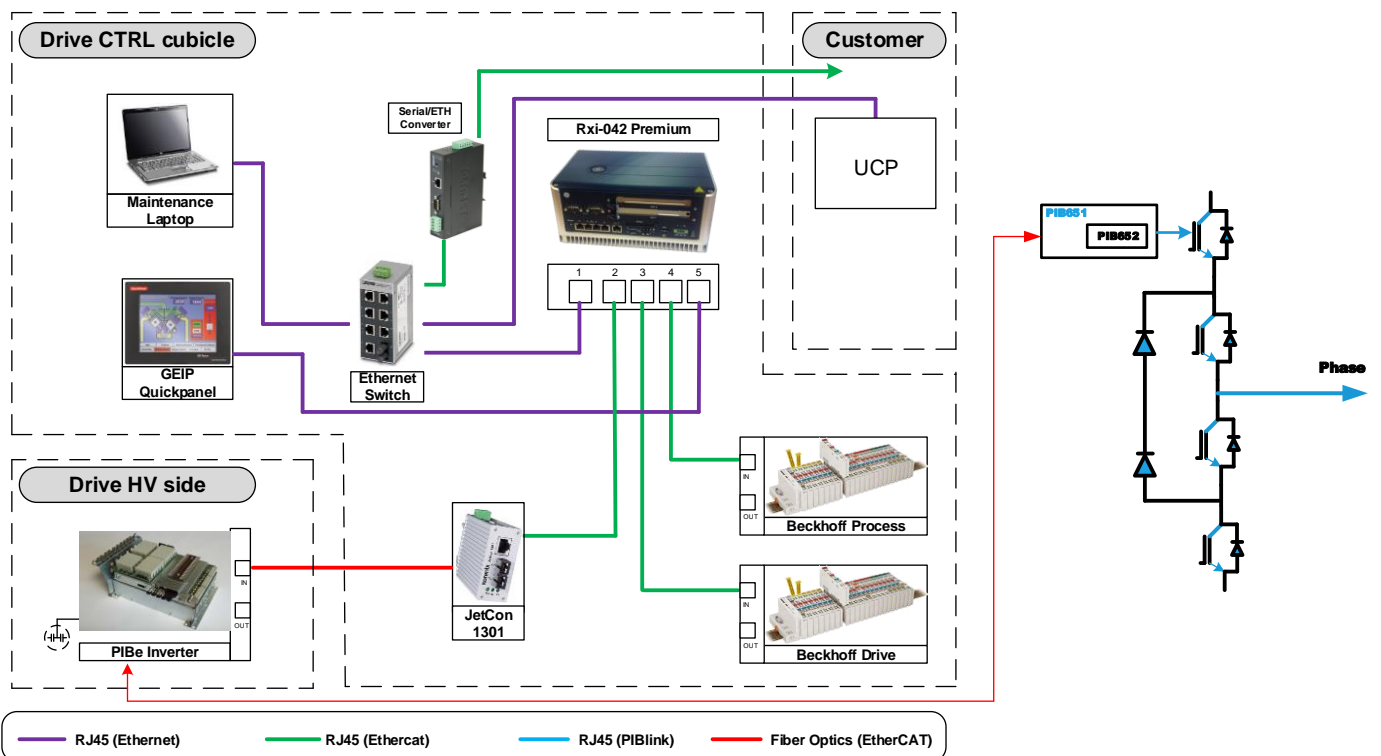 Drive CTRL cubicle
Customer
Serial/ETH
Converter
Rxi-042 Premium
UCP
Maintenance
Laptop
1 2 3 4 5
PIB651
PIB652
GEIP
Quickpanel
Ethernet
Switch
Phase
Drive HV side
IN
OUT
Beckhoff Process
IN
OUT
PIBe Inverter
JetCon
1301
IN
OUT
Beckhoff Drive
RJ45 (Ethernet)
RJ45 (Ethercat)
RJ45 (PIBlink)
Fiber Optics (EtherCAT)